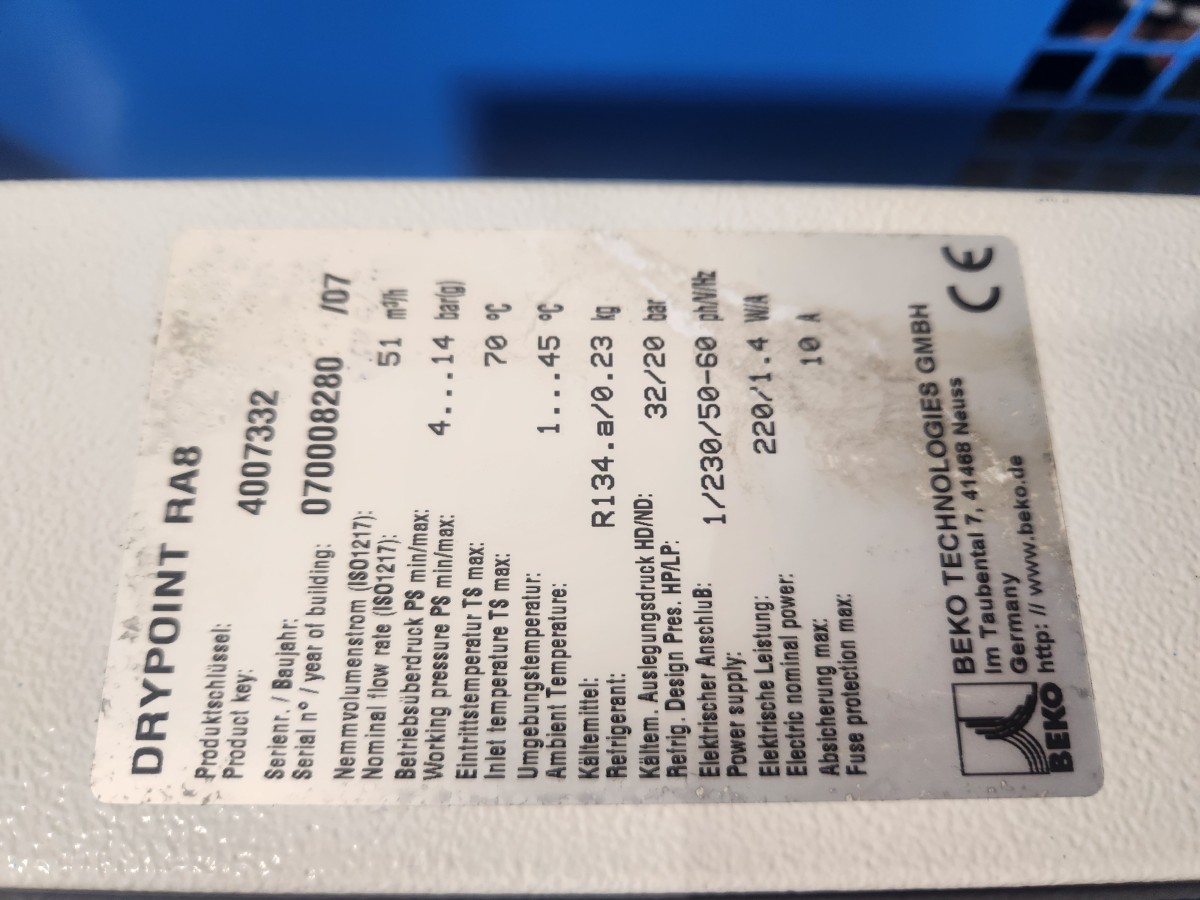 DRYPOINT RA8
Produktschlüssel:
Product key: 4007332
Serienr. / Baujahr:
Serial n° / year of building: 0700008280 /07
Nemmvolumenstrom (ISO1217):
Nominal flow rate (ISO1217): 51 m³/h
Betriebsüberdruck PS min/max:
Working pressure PS min/max: 4...14 bar(g)
Eintrittstemperatur TS max:
Inlet temperature TS max: 70 °C
Umgebungstemperatur:
Ambient Temperature: 1...45 °C
Kältemittel:
Refrigerant: R134.a/0.23 kg
Kältem. Auslegungsdruck HD/ND:
Refrig. Design Pres. HP/LP: 32/20 bar
Elektrischer Anschluß:
Power supply: 1/230/50-60 ph/V/Hz
Elektrische Leistung:
Electric nominal power: 220/1.4 W/A
Absicherung max:
Fuse protection max: 10 A
BEKO TECHNOLOGIES GMBH
Im Taubental 7, 41468 Neuss
Germany
http: // www.beko.de
BEKO
CE